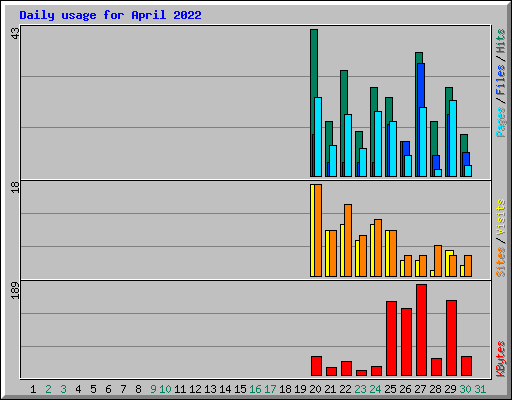 Daily usage for April 2022
43
18
189
Pages / Files / Hits
Sites / Visits
KBytes
1 2 3 4 5 6 7 8 9 10 11 12 13 14 15 16 17 18 19 20 21 22 23 24 25 26 27 28 29 30 31